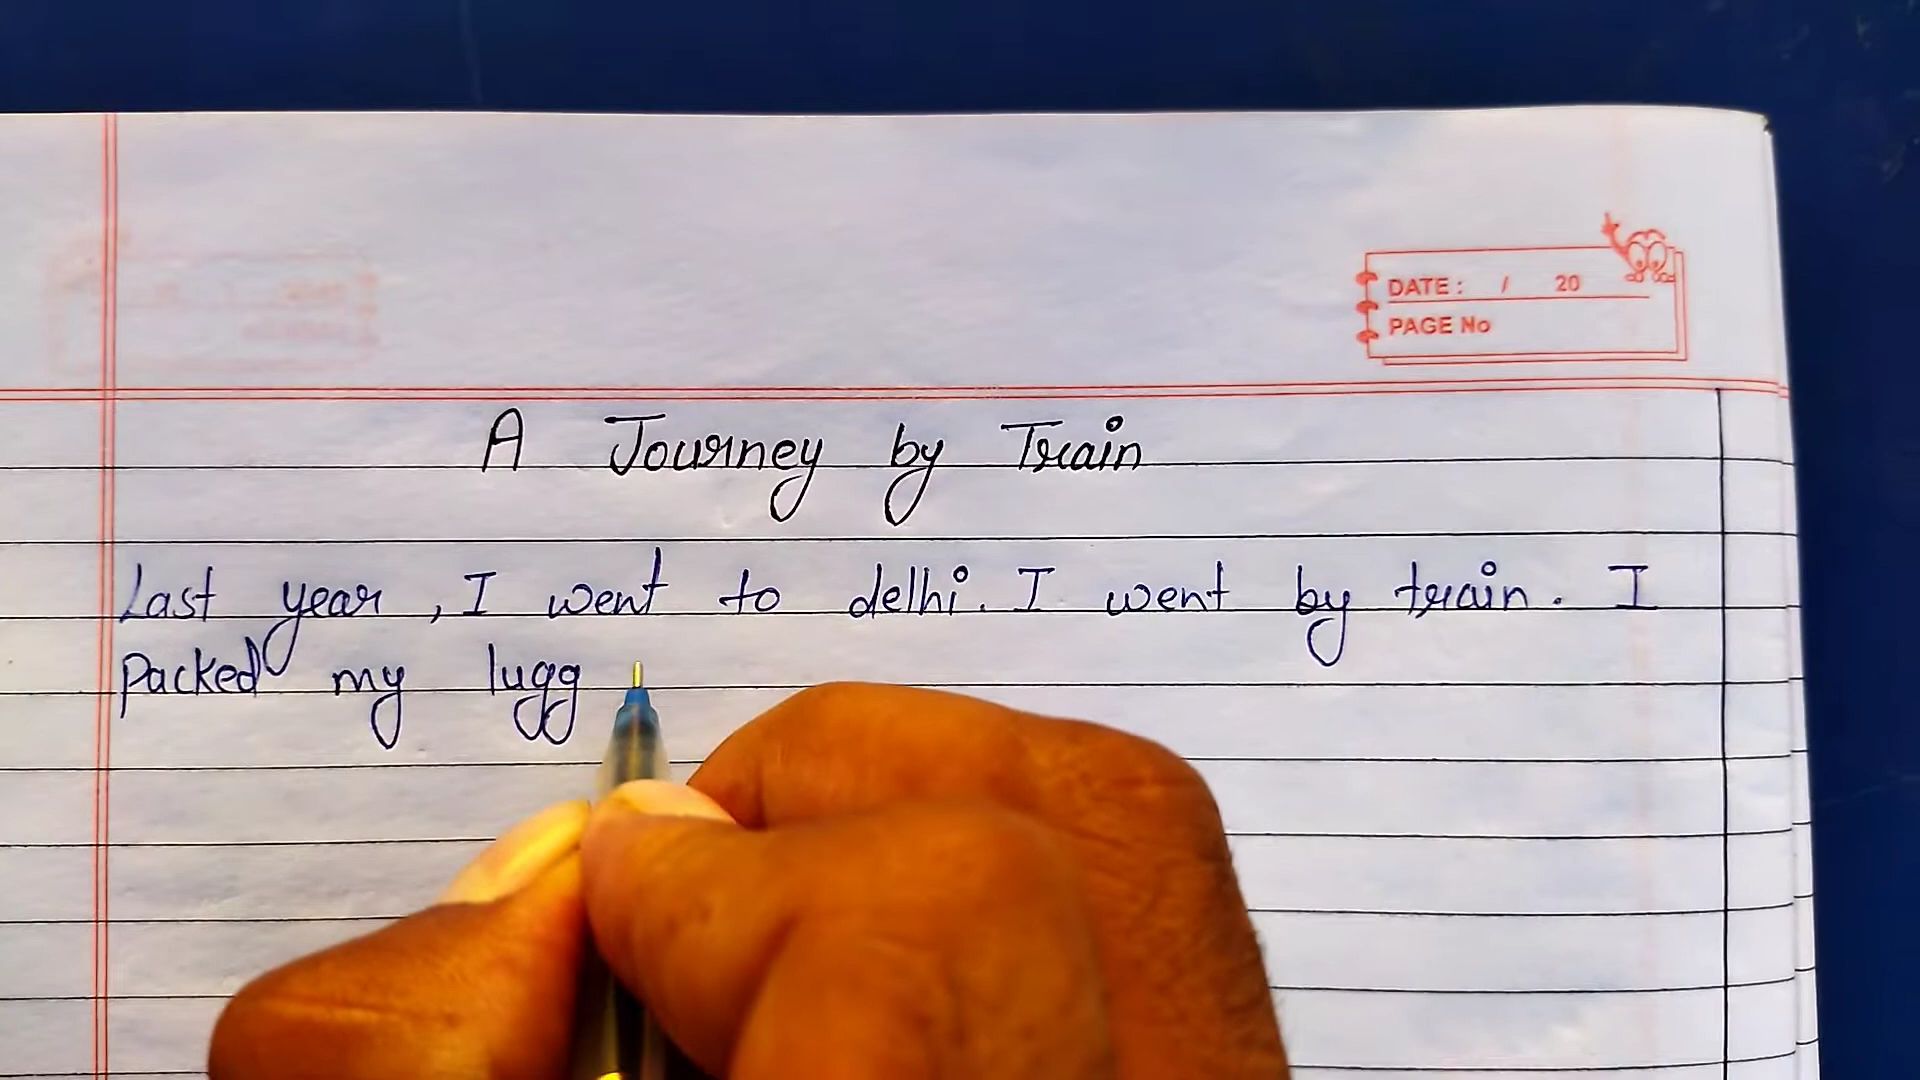 DATE : / 20
PAGE No
A Journey by Train
Last year , I went to delhi. I went by train. I
Packed my lugg